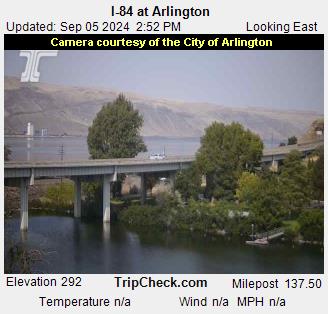 I-84 at Arlington
Updated: Sep 05 2024 2:52 PM Looking East
Camera courtesy of the City of Arlington
Elevation 292 TripCheck.com Milepost 137.50
Temperature n/a Wind n/a MPH n/a